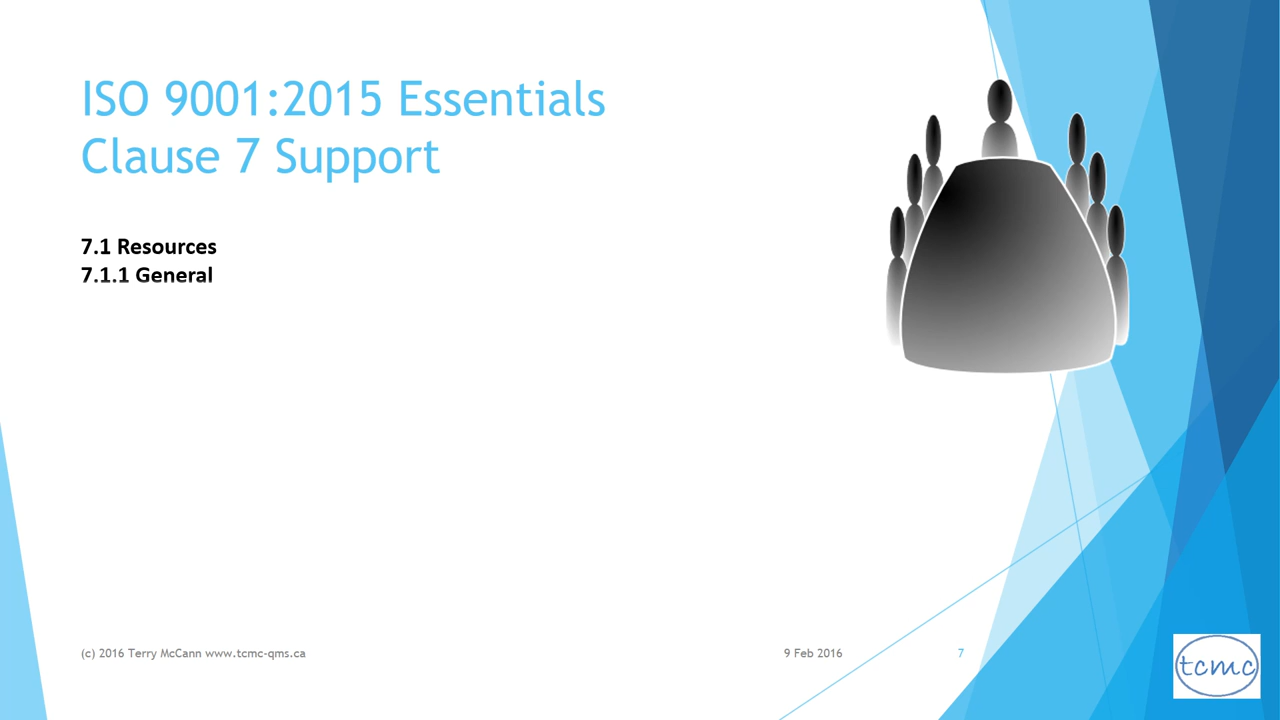 ISO 9001:2015 Essentials
Clause 7 Support
7.1 Resources
7.1.1 General
(c) 2016 Terry McCann www.tcmc-qms.ca
9 Feb 2016
7
tcmc